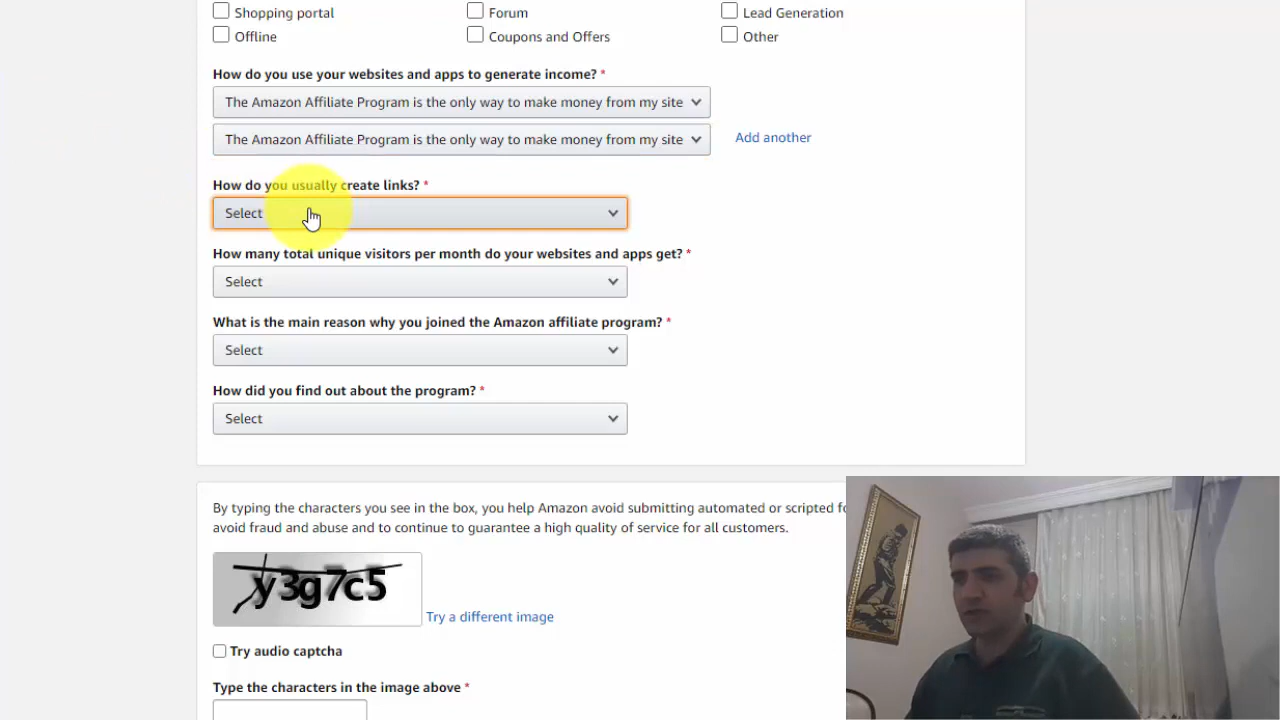 Shopping portal
Forum
Lead Generation
Offline
Coupons and Offers
Other
How do you use your websites and apps to generate income? *
The Amazon Affiliate Program is the only way to make money from my site
The Amazon Affiliate Program is the only way to make money from my site
Add another
How do you usually create links? *
Select
How many total unique visitors per month do your websites and apps get? *
Select
What is the main reason why you joined the Amazon affiliate program? *
Select
How did you find out about the program? *
Select
By typing the characters you see in the box, you help Amazon avoid submitting automated or scripted
avoid fraud and abuse and to continue to guarantee a high quality of service for all customers.
y3g7c5
Try a different image
Try audio captcha
Type the characters in the image above *